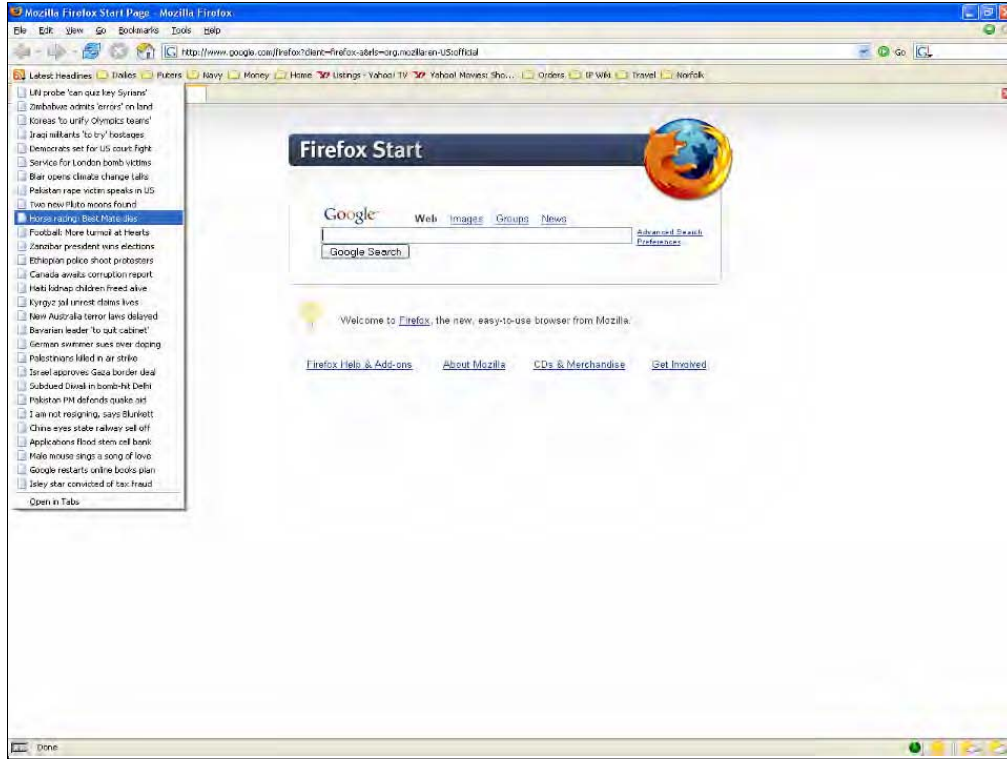 Mozilla Firefox Start Page - Mozilla Firefox
File Edit View Go Bookmarks Tools Help
http://www.google.com/firefox?client=firefox-a&rls=org.mozilla:en-US:official
Go
Latest Headlines Dailies Puters Navy Money Home Listings - Yahoo! TV Yahoo! Movies: Sho... Orders IP Wiki Travel Norfolk
UN probe 'can quiz key Syrians'
Zimbabwe admits 'errors' on land
Koreas 'to unify Olympics teams'
Iraqi militants 'to try' hostages
Democrats set for US court fight
Service for London bomb victims
Blair opens climate change talks
Pakistan rape victim speaks in US
Two new Pluto moons found
Horse racing: Best Mate dies
Football: More turmoil at Hearts
Zanzibar president wins elections
Ethiopian police shoot protesters
Canada awaits corruption report
Haiti kidnap children freed alive
Kyrgyz jail unrest claims lives
New Australia terror laws delayed
Bavarian leader 'to quit cabinet'
German swimmer sues over doping
Palestinians killed in air strike
Israel approves Gaza border deal
Subdued Diwali in bomb-hit Delhi
Pakistan PM defends quake aid
I am not resigning, says Blunkett
China eyes state railway sell off
Applications flood stem cell bank
Male mouse sings a song of love
Google restarts online books plan
Isley star convicted of tax fraud
Open in Tabs
Firefox Start
Google Web Images Groups News
Advanced Search
Preferences
Google Search
Welcome to Firefox, the new, easy-to-use browser from Mozilla.
Firefox Help & Add-ons About Mozilla CDs & Merchandise Get Involved
Done